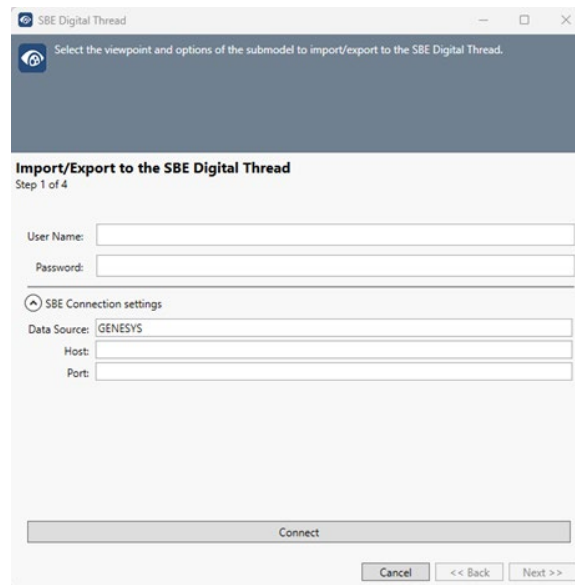 SBE Digital Thread
Select the viewpoint and options of the submodel to import/export to the SBE Digital Thread.
Import/Export to the SBE Digital Thread
Step 1 of 4
User Name:
Password:
SBE Connection settings
Data Source: GENESYS
Host:
Port:
Connect
Cancel << Back Next >>